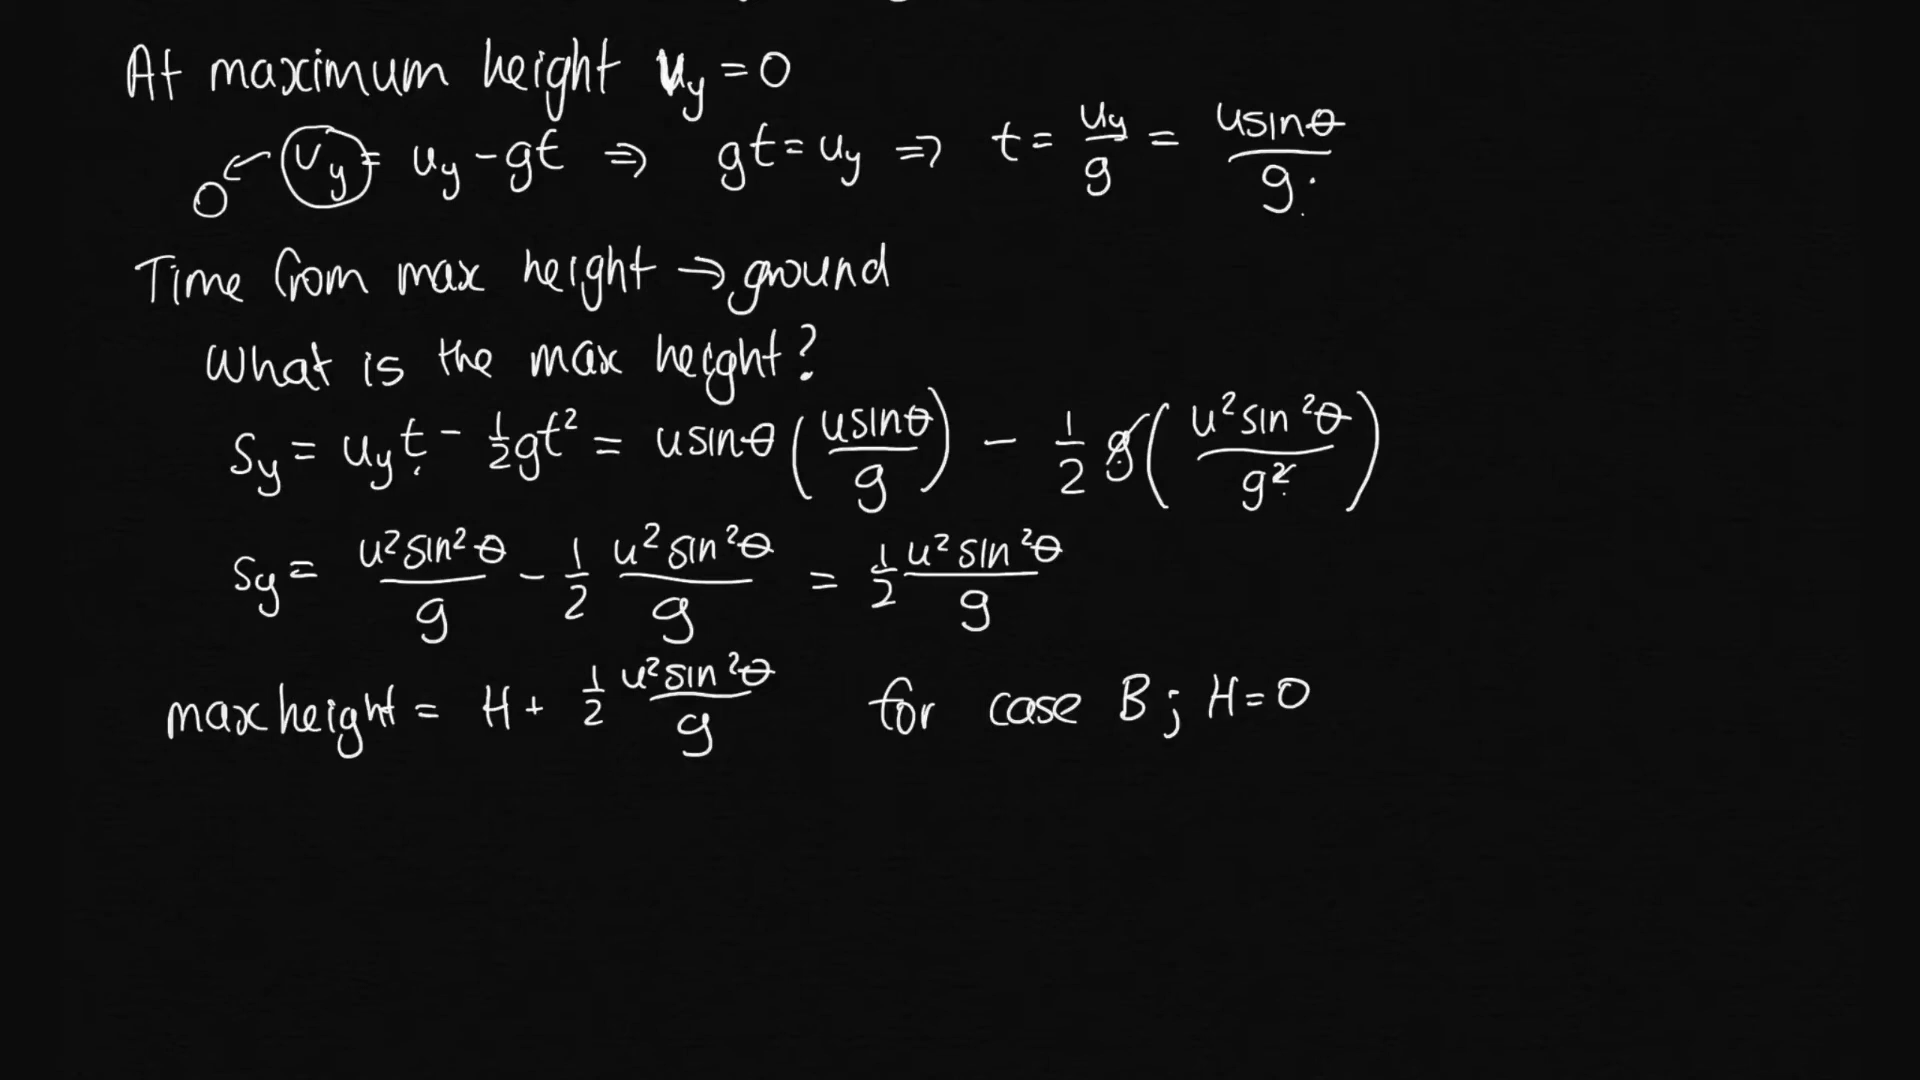 At maximum height Vy = 0
0 ← Vy = uy - gt ⇒ gt = uy ⇒ t = uy/g = usinθ/g
Time from max height → ground
What is the max height?
Sy = uyt - ½gt² = usinθ(usinθ/g) - ½g(u²sin²θ/g²)
Sy = u²sin²θ/g - ½ u²sin²θ/g = ½ u²sin²θ/g
max height = H + ½ u²sin²θ/g for case B; H=0